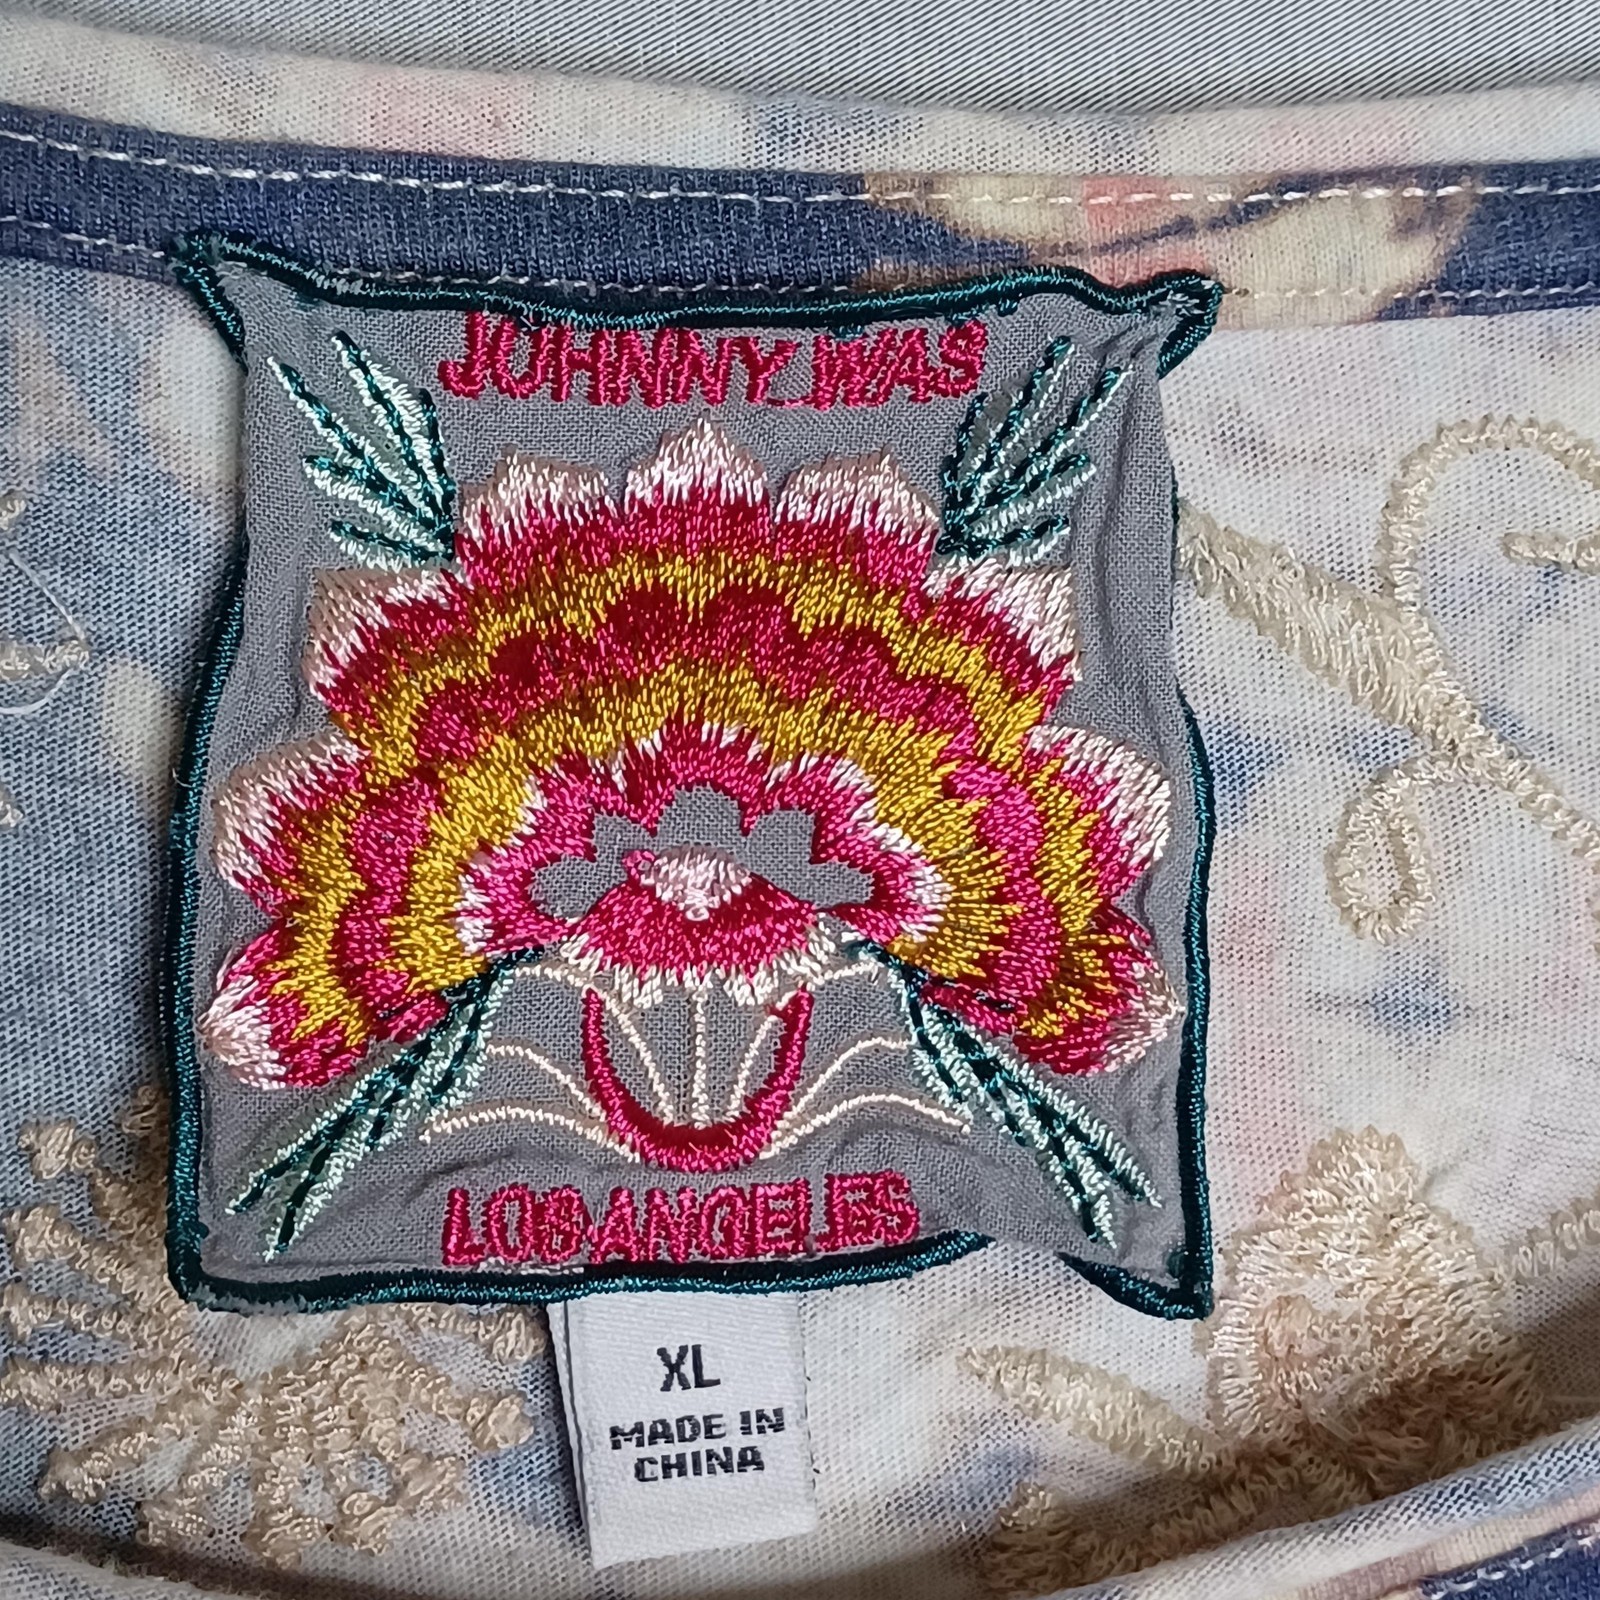 JOHNNY WAS
LOS ANGELES
XL
MADE IN
CHINA